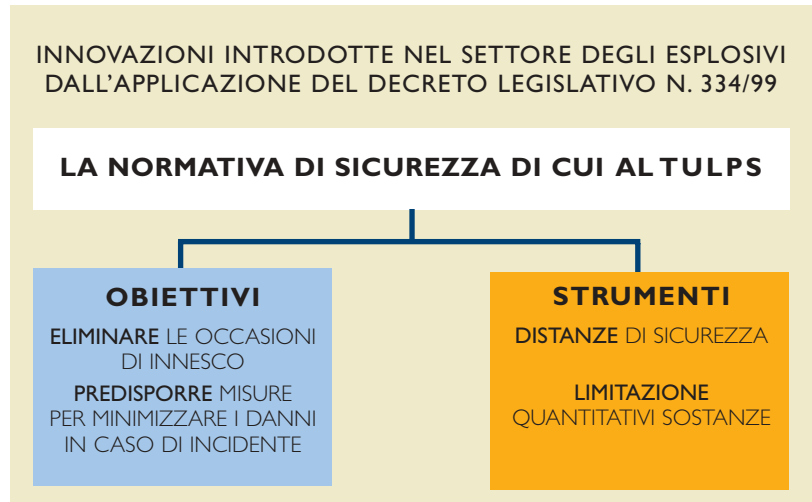 INNOVAZIONI INTRODOTTE NEL SETTORE DEGLI ESPLOSIVI
DALL'APPLICAZIONE DEL DECRETO LEGISLATIVO N. 334/99
LA NORMATIVA DI SICUREZZA DI CUI AL TULPS
OBIETTIVI
ELIMINARE LE OCCASIONI
DI INNESCO
PREDISPORRE MISURE
PER MINIMIZZARE I DANNI
IN CASO DI INCIDENTE
STRUMENTI
DISTANZE DI SICUREZZA
LIMITAZIONE
QUANTITATIVI SOSTANZE